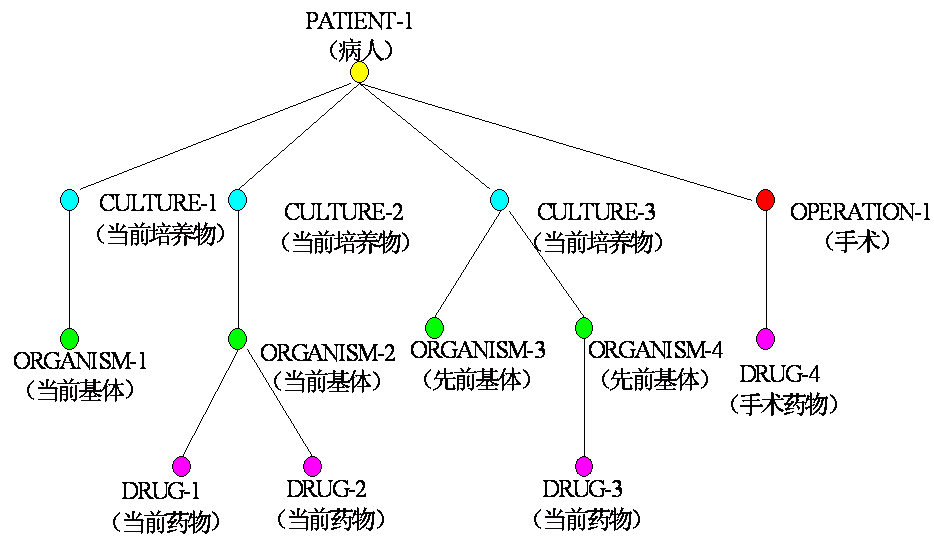 PATIENT-1
（病人）
CULTURE-1
（当前培养物）
CULTURE-2
（当前培养物）
CULTURE-3
（当前培养物）
OPERATION-1
（手术）
ORGANISM-1
（当前基体）
ORGANISM-2
（当前基体）
ORGANISM-3
（先前基体）
ORGANISM-4
（先前基体）
DRUG-4
（手术药物）
DRUG-1
（当前药物）
DRUG-2
（当前药物）
DRUG-3
（当前药物）